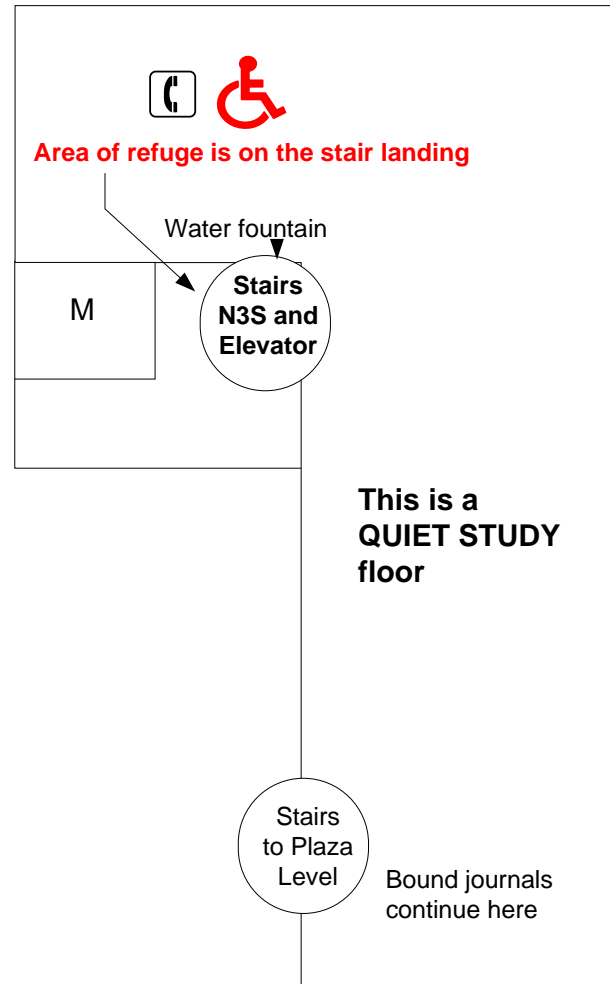 Area of refuge is on the stair landing
Water fountain
Stairs
N3S and
Elevator
M
This is a
QUIET STUDY
floor
Stairs
to Plaza
Level
Bound journals
continue here